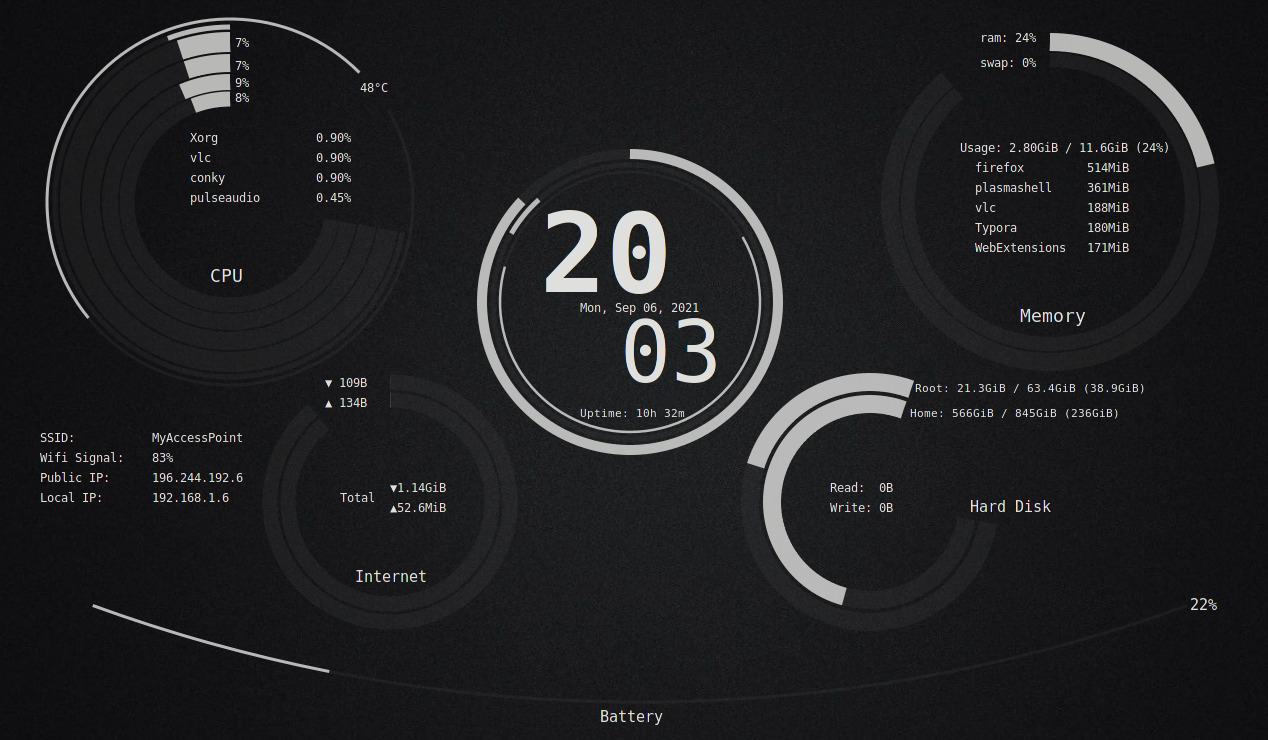 7%
7%
9%
8%
48°C
Xorg 0.90%
vlc 0.90%
conky 0.90%
pulseaudio 0.45%
CPU
ram: 24%
swap: 0%
Usage: 2.80GiB / 11.6GiB (24%)
firefox 514MiB
plasmashell 361MiB
vlc 188MiB
Typora 180MiB
WebExtensions 171MiB
Memory
20
Mon, Sep 06, 2021
03
Uptime: 10h 32m
▼ 109B
▲ 134B
SSID: MyAccessPoint
Wifi Signal: 83%
Public IP: 196.244.192.6
Local IP: 192.168.1.6
Total ▼1.14GiB
▲52.6MiB
Internet
Root: 21.3GiB / 63.4GiB (38.9GiB)
Home: 566GiB / 845GiB (236GiB)
Read: 0B
Write: 0B
Hard Disk
22%
Battery